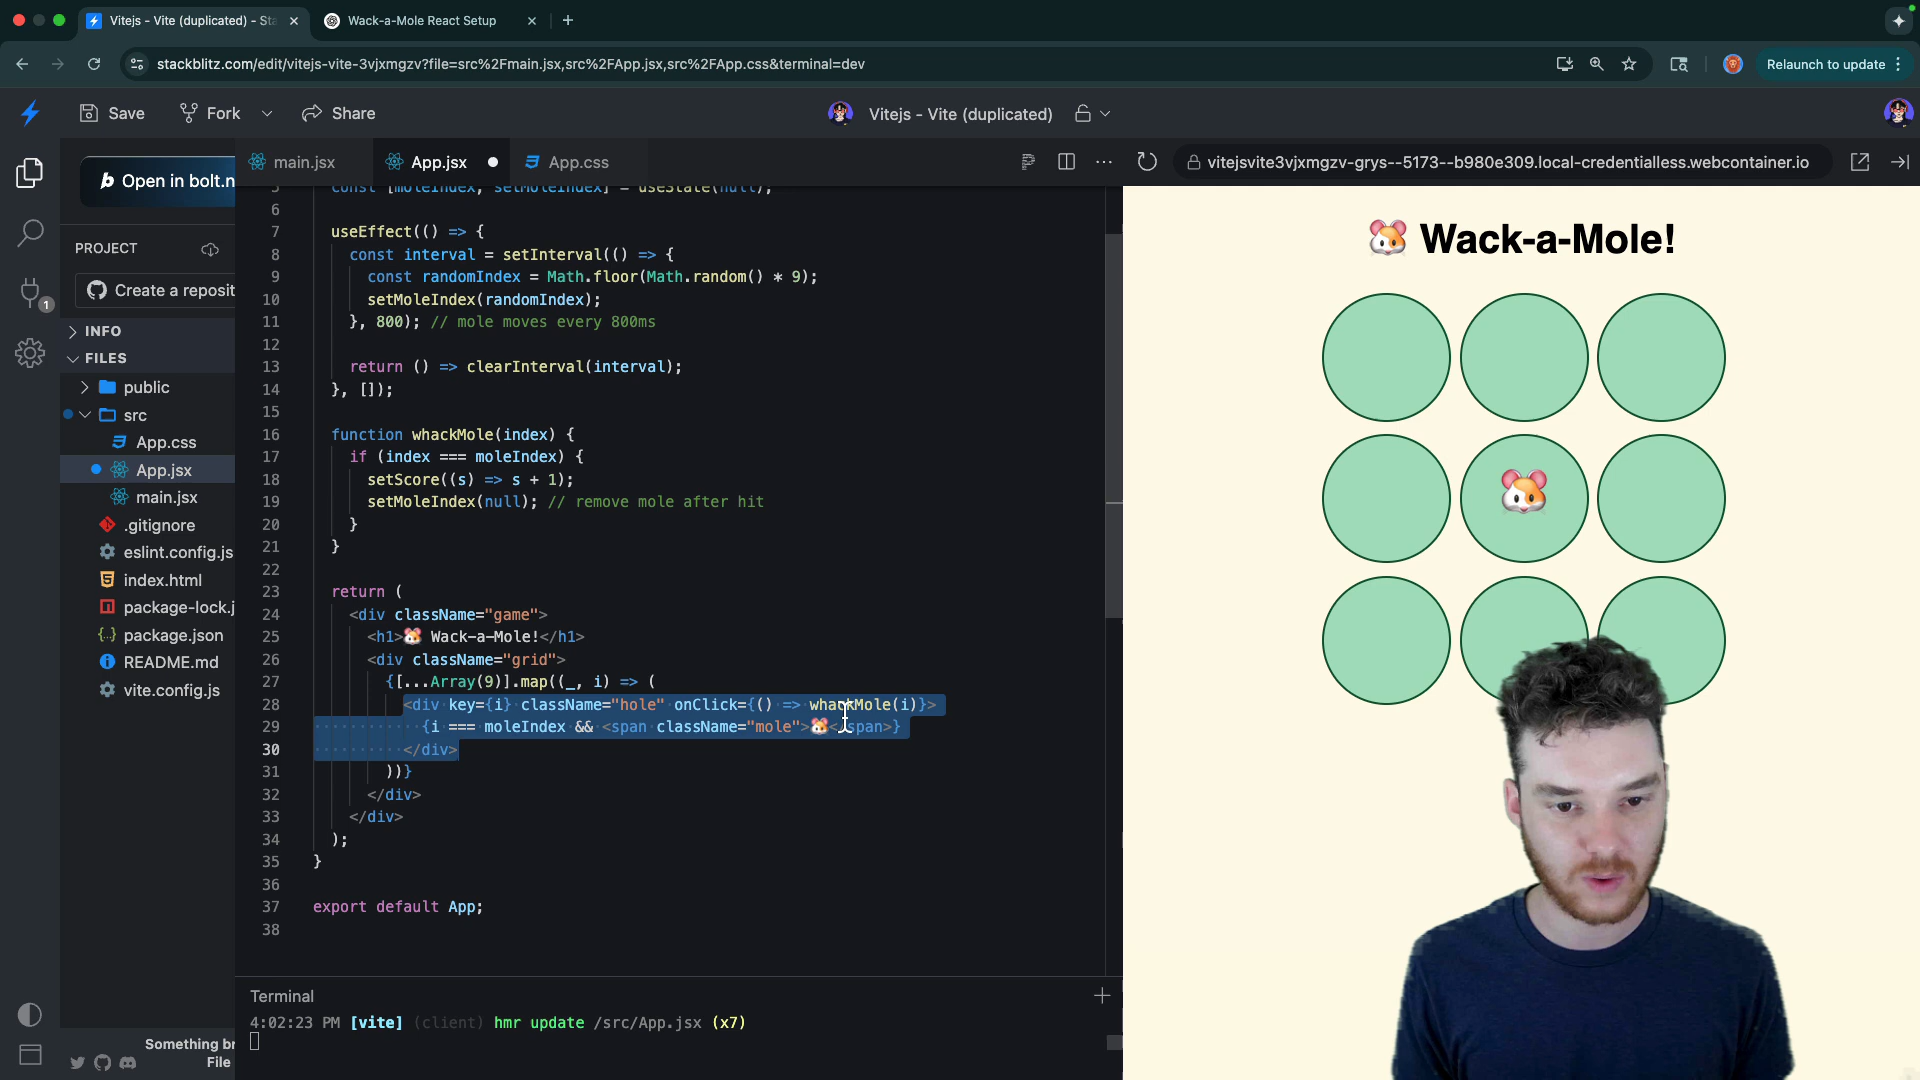 Vitejs - Vite (duplicated) - Sta
Wack-a-Mole React Setup
stackblitz.com/edit/vitejs-vite-3vjxmgzv?file=src%2Fmain.jsx,src%2FApp.jsx,src%2FApp.css&terminal=dev
Relaunch to update
Save
Fork
Share
Vitejs - Vite (duplicated)
Open in bolt.n
main.jsx
App.jsx
App.css
vitejsvite3vjxmgzv-grys--5173--b980e309.local-credentialless.webcontainer.io
PROJECT
Create a reposit
1
INFO
FILES
public
src
App.css
App.jsx
main.jsx
.gitignore
eslint.config.js
index.html
package-lock.j
package.json
README.md
vite.config.js
Something br
File
5 const [moleIndex, setMoleIndex] = useState(null);
6
7 useEffect(() => {
8 const interval = setInterval(() => {
9 const randomIndex = Math.floor(Math.random() * 9);
10 setMoleIndex(randomIndex);
11 }, 800); // mole moves every 800ms
12
13 return () => clearInterval(interval);
14 }, []);
15
16 function whackMole(index) {
17 if (index === moleIndex) {
18 setScore((s) => s + 1);
19 setMoleIndex(null); // remove mole after hit
20 }
21 }
22
23 return (
24 <div className="game">
25 <h1>🐹 Wack-a-Mole!</h1>
26 <div className="grid">
27 {[...Array(9)].map((_, i) => (
28 <div key={i} className="hole" onClick={() => whackMole(i)}>
29 {i === moleIndex && <span className="mole">🐹</span>}
30 </div>
31 ))}
32 </div>
33 </div>
34 );
35 }
36
37 export default App;
38
Terminal
4:02:23 PM [vite] (client) hmr update /src/App.jsx (x7)
🐹 Wack-a-Mole!